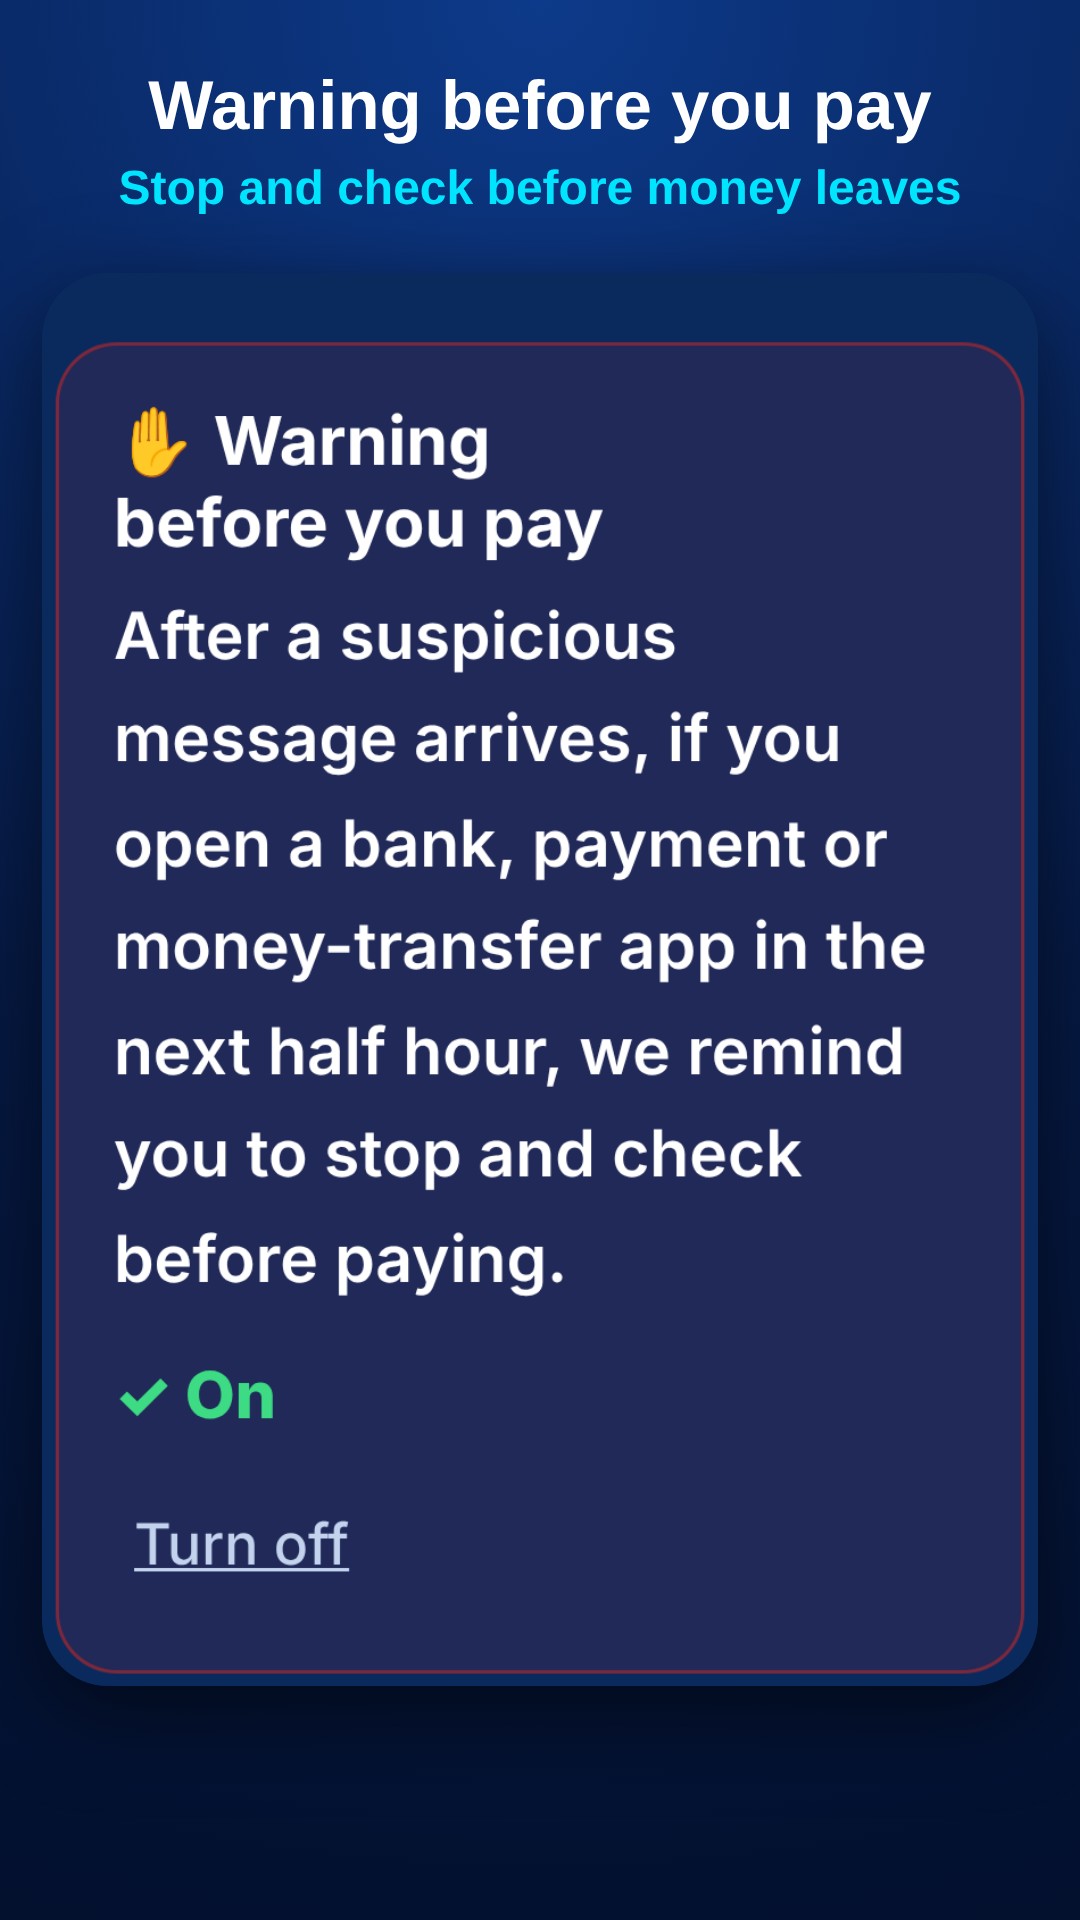 Warning before you pay
Stop and check before money leaves
✋ Warning
before you pay
After a suspicious
message arrives, if you
open a bank, payment or
money-transfer app in the
next half hour, we remind
you to stop and check
before paying.
✓ On
Turn off